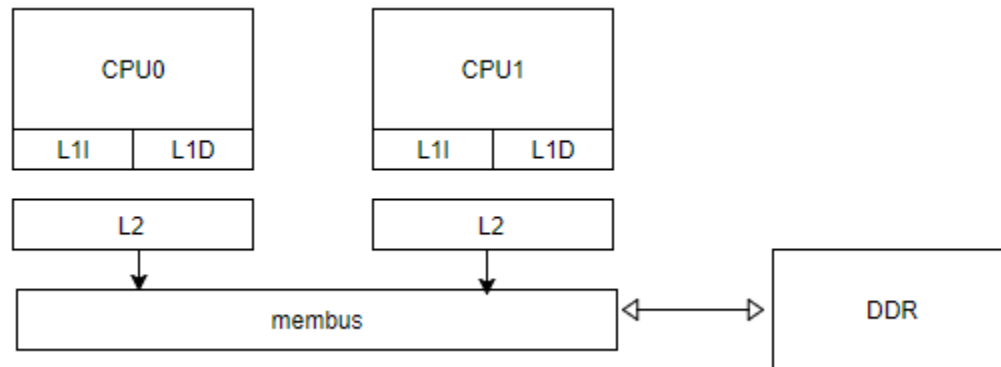 CPU0
CPU1
L1I
L1D
L1I
L1D
L2
L2
membus
DDR